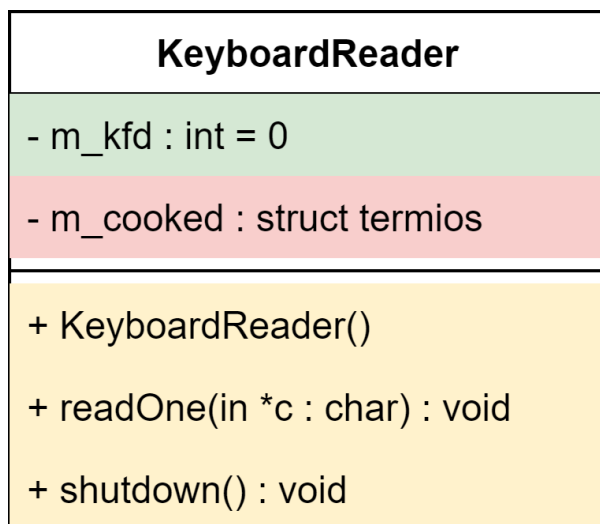 KeyboardReader
- m_kfd : int = 0
- m_cooked : struct termios
+ KeyboardReader()
+ readOne(in *c : char) : void
+ shutdown() : void